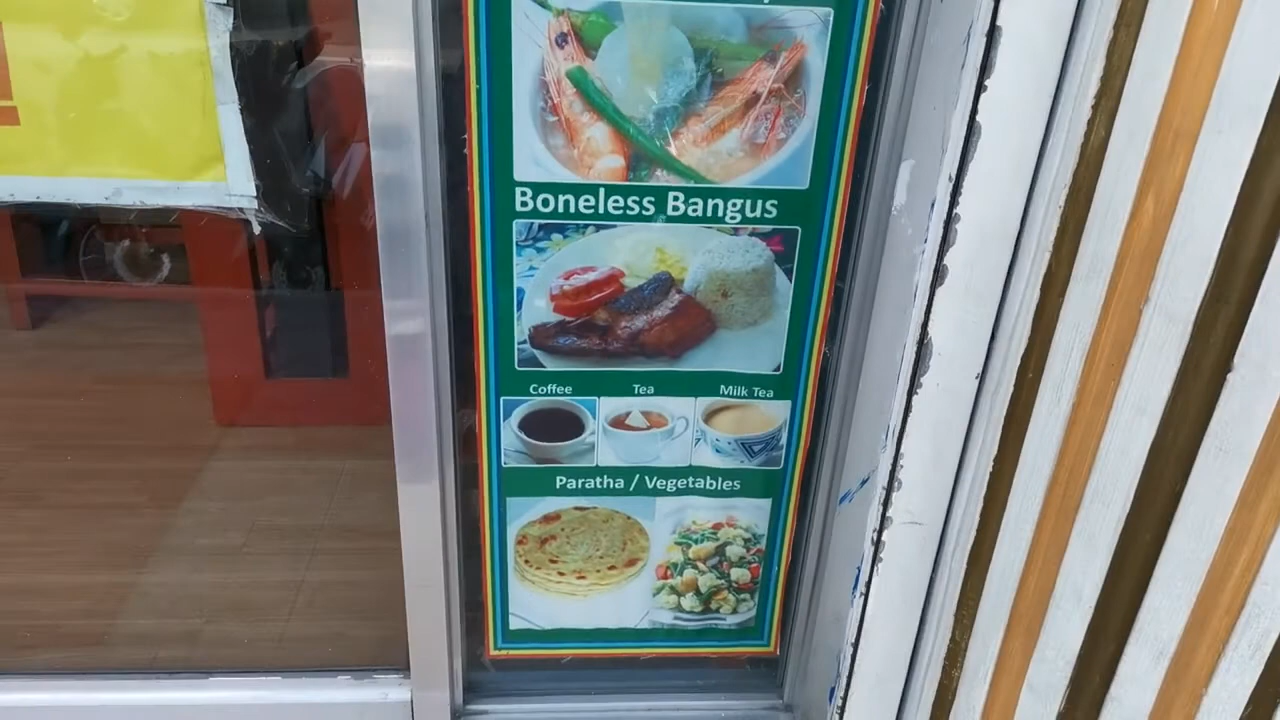 Boneless Bangus
Coffee
Tea
Milk Tea
Paratha / Vegetables